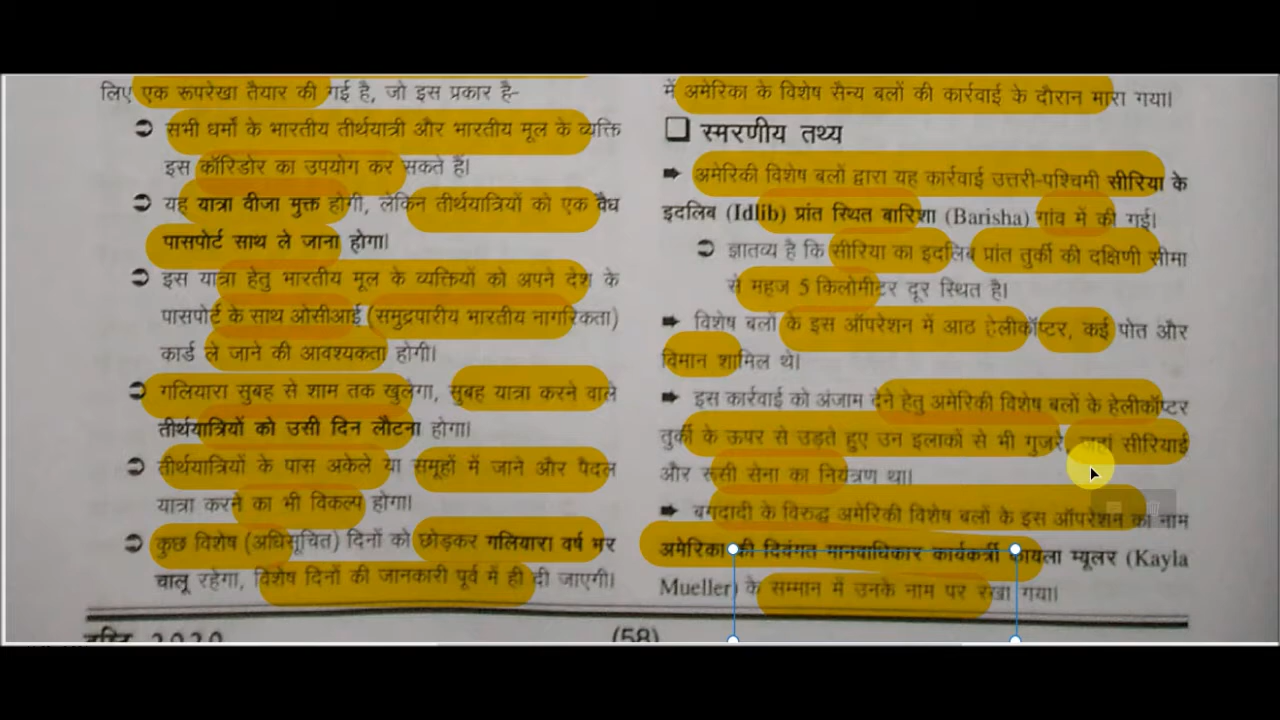 लिए एक रूपरेखा तैयार की गई है, जो इस प्रकार है-
➲ सभी धर्मों के भारतीय तीर्थयात्री और भारतीय मूल के व्यक्ति
इस कॉरिडोर का उपयोग कर सकते हैं।
➲ यह यात्रा वीजा मुक्त होगी, लेकिन तीर्थयात्रियों को एक वैध
पासपोर्ट साथ ले जाना होगा।
➲ इस यात्रा हेतु भारतीय मूल के व्यक्तियों को अपने देश के
पासपोर्ट के साथ ओसीआई (समुद्रपारीय भारतीय नागरिकता)
कार्ड ले जाने की आवश्यकता होगी।
➲ गलियारा सुबह से शाम तक खुलेगा, सुबह यात्रा करने वाले
तीर्थयात्रियों को उसी दिन लौटना होगा।
➲ तीर्थयात्रियों के पास अकेले या समूहों में जाने और पैदल
यात्रा करने का भी विकल्प होगा।
➲ कुछ विशेष (अधिसूचित) दिनों को छोड़कर गलियारा वर्ष भर
चालू रहेगा, विशेष दिनों की जानकारी पूर्व में ही दी जाएगी।
में अमेरिका के विशेष सैन्य बलों की कार्रवाई के दौरान मारा गया।
❑ स्मरणीय तथ्य
➡ अमेरिकी विशेष बलों द्वारा यह कार्रवाई उत्तरी-पश्चिमी सीरिया के
इदलिब (Idlib) प्रांत स्थित बारिशा (Barisha) गांव में की गई।
➲ ज्ञातव्य है कि सीरिया का इदलिब प्रांत तुर्की की दक्षिणी सीमा
से महज 5 किलोमीटर दूर स्थित है।
➡ विशेष बलों के इस ऑपरेशन में आठ हेलीकॉप्टर, कई पोत और
विमान शामिल थे।
➡ इस कार्रवाई को अंजाम देने हेतु अमेरिकी विशेष बलों के हेलीकॉप्टर
तुर्की के ऊपर से उड़ते हुए उन इलाकों से भी गुजरे, जहां सीरियाई
और रूसी सेना का नियंत्रण था।
➡ बगदादी के विरुद्ध अमेरिकी विशेष बलों के इस ऑपरेशन का नाम
अमेरिका की दिवंगत मानवाधिकार कार्यकर्त्री कायला म्यूलर (Kayla
Mueller) के सम्मान में उनके नाम पर रखा गया।
2020
(58)